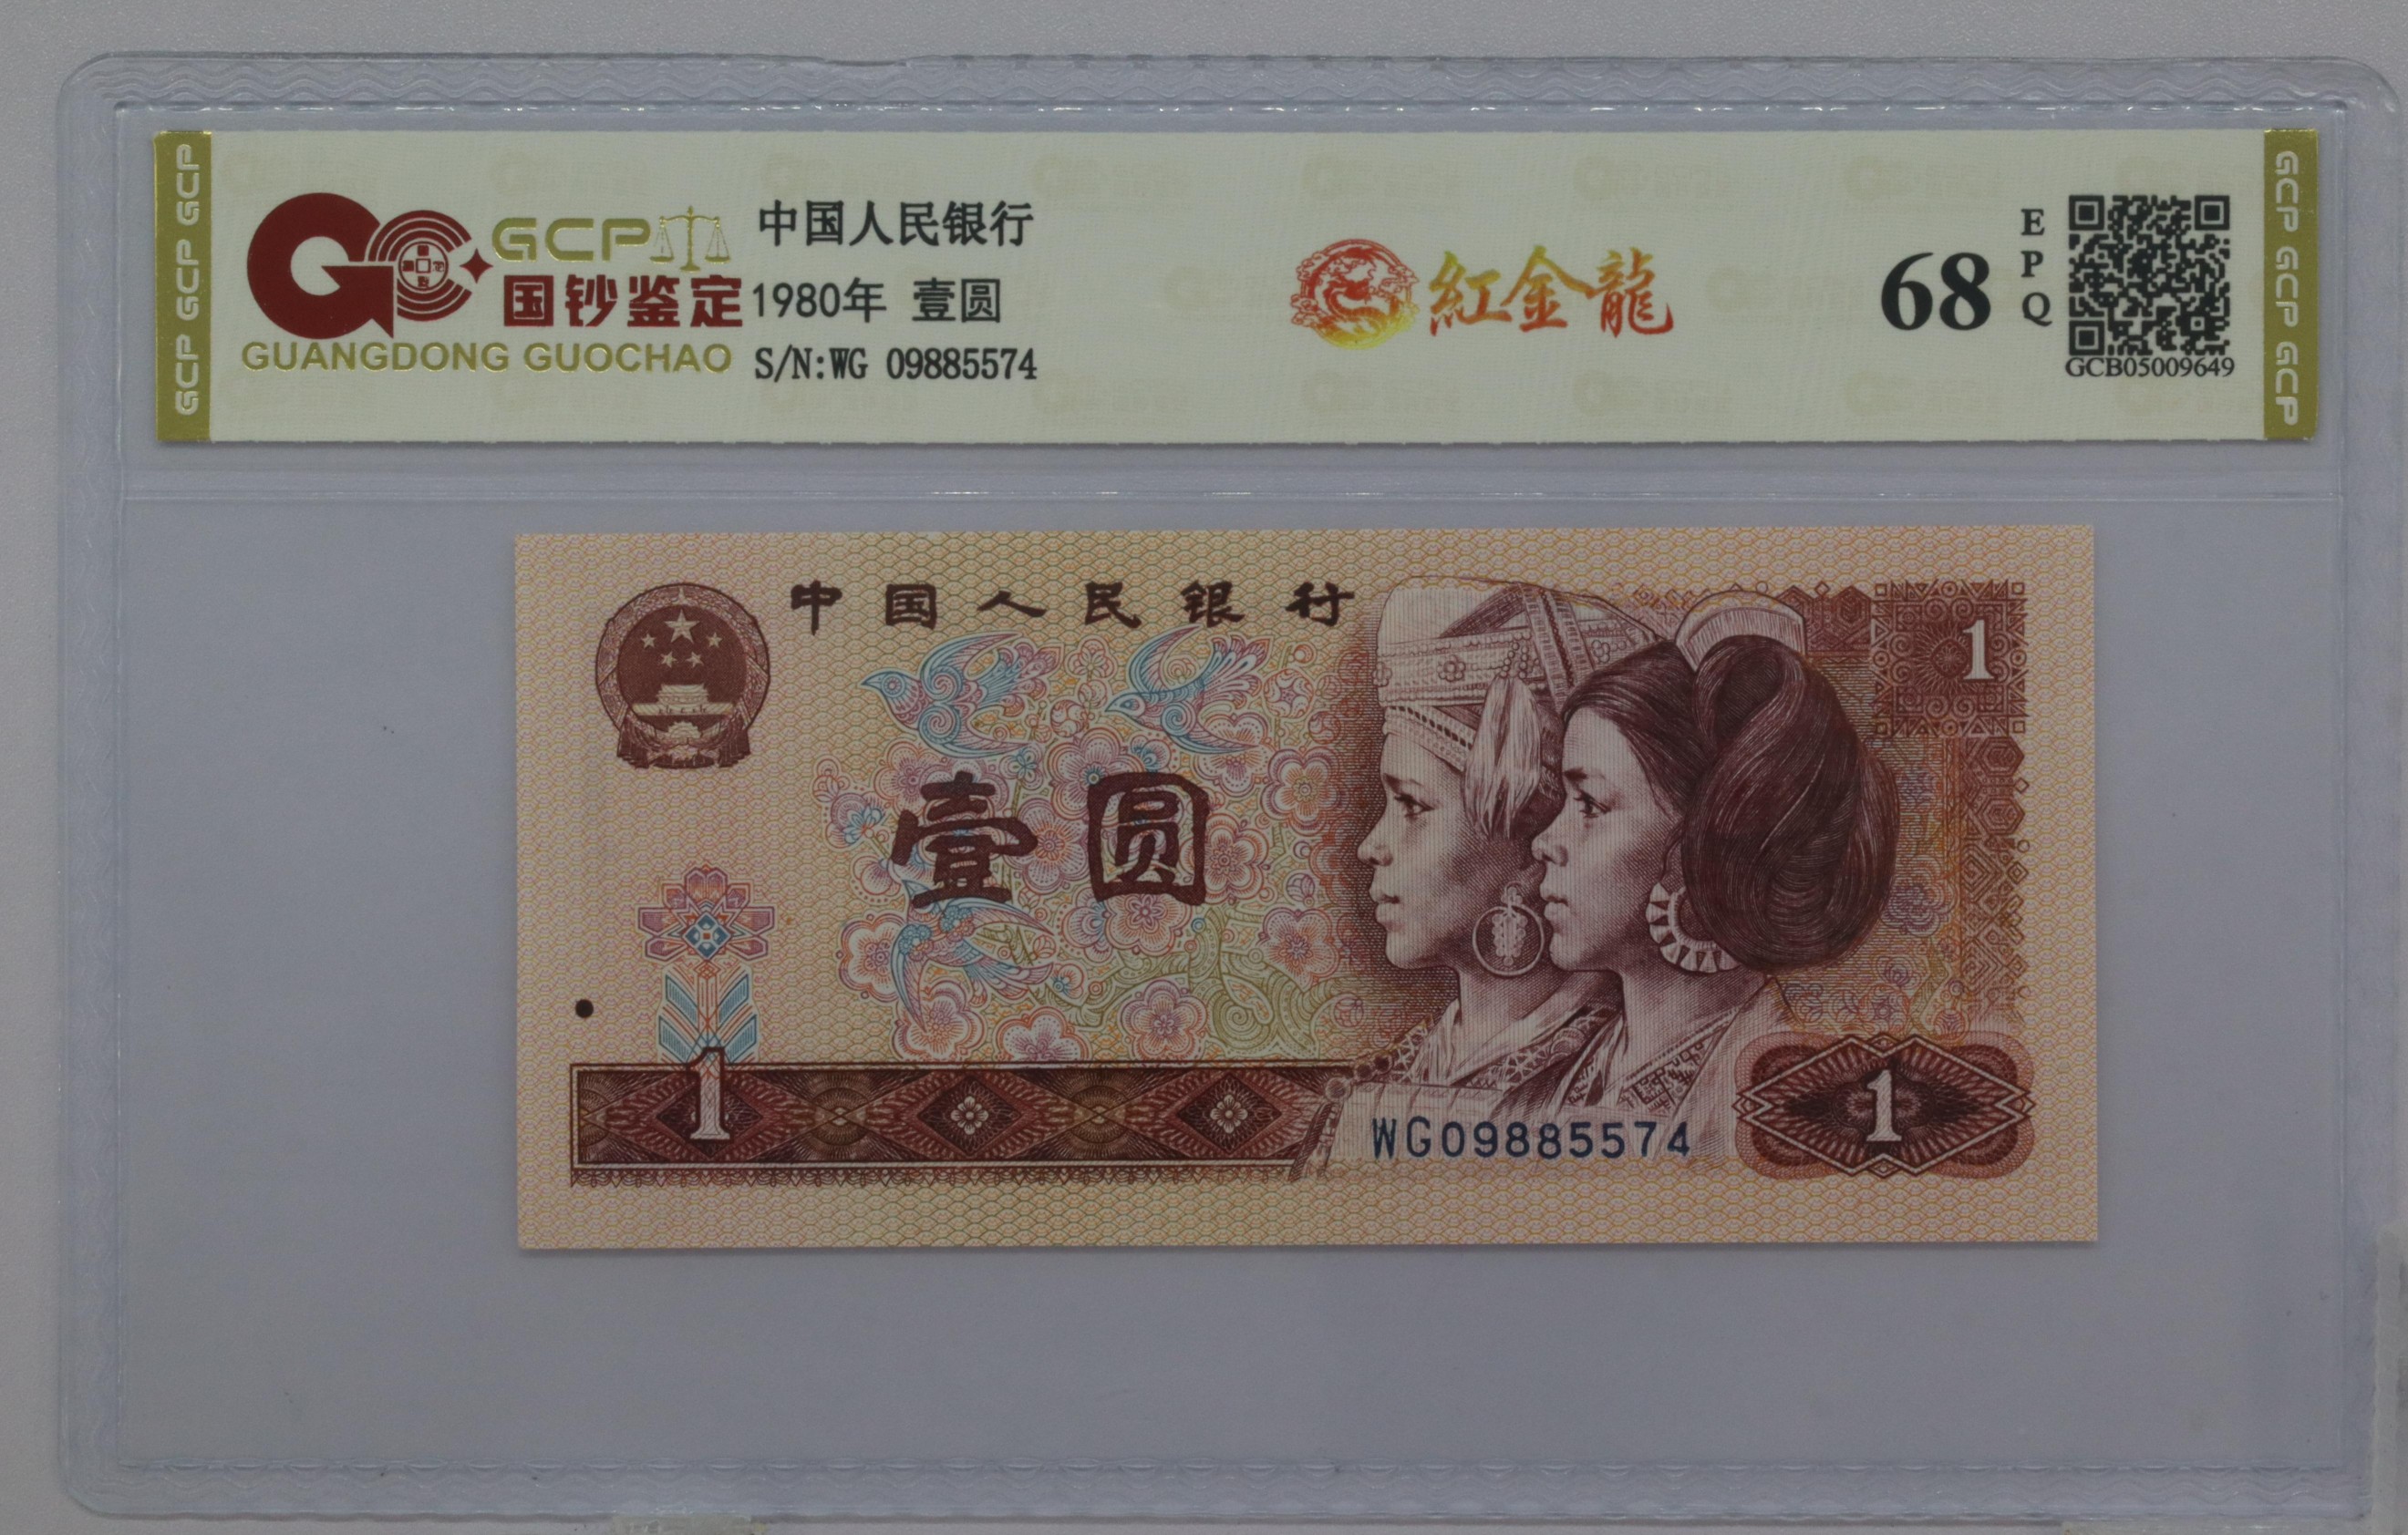 GCP GCP GCP
GCP
国钞鉴定
GUANGDONG GUOCHAO
中国人民银行
1980年 壹圆
S/N:WG 09885574
紅金龍
68
EPQ
GCB05009649
GCP GCP GCP
中国人民银行
1
壹圆
1
WG09885574
1